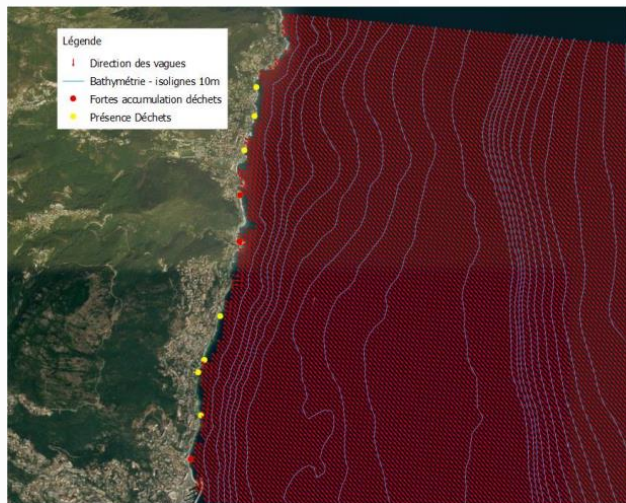 Légende
Direction des vagues
Bathymétrie - isolignes 10m
Fortes accumulation déchets
Présence Déchets